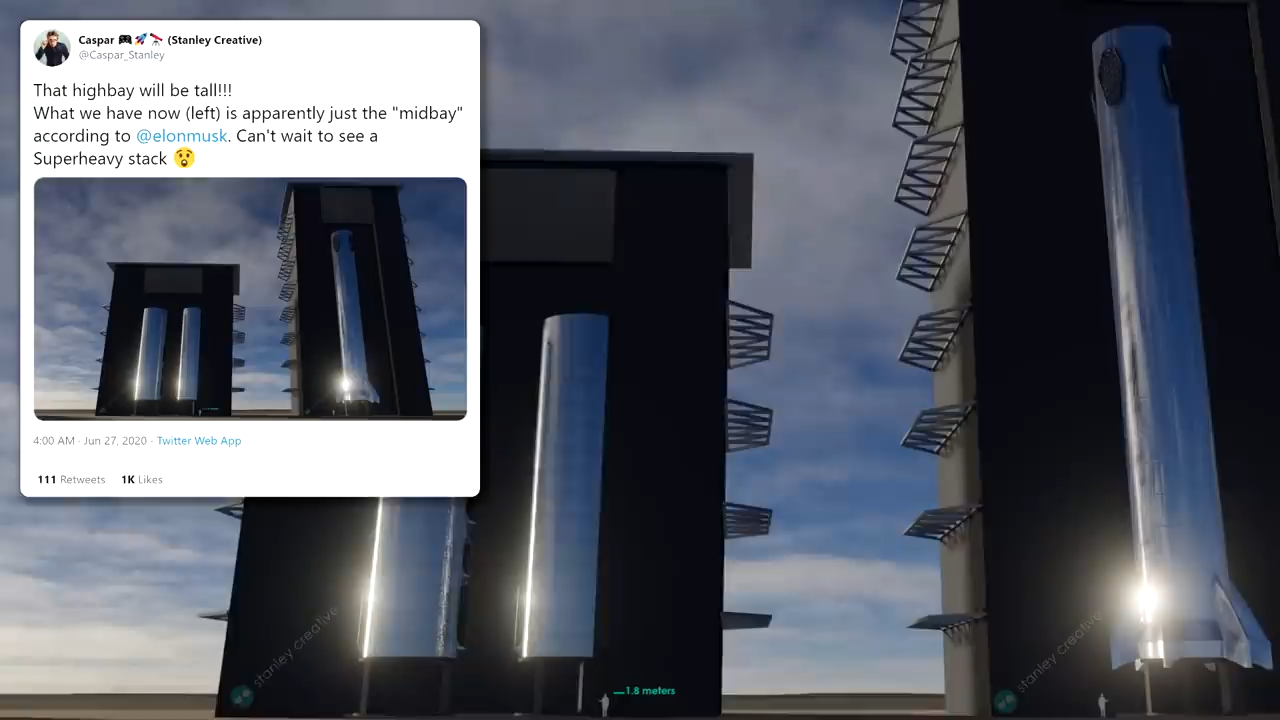 Caspar 🎮🚀🔭 (Stanley Creative)
@Caspar_Stanley
That highbay will be tall!!!
What we have now (left) is apparently just the "midbay"
according to @elonmusk. Can't wait to see a
Superheavy stack 😲
4:00 AM · Jun 27, 2020 · Twitter Web App
111 Retweets 1K Likes
stanley creative
1.8 meters
stanley creative